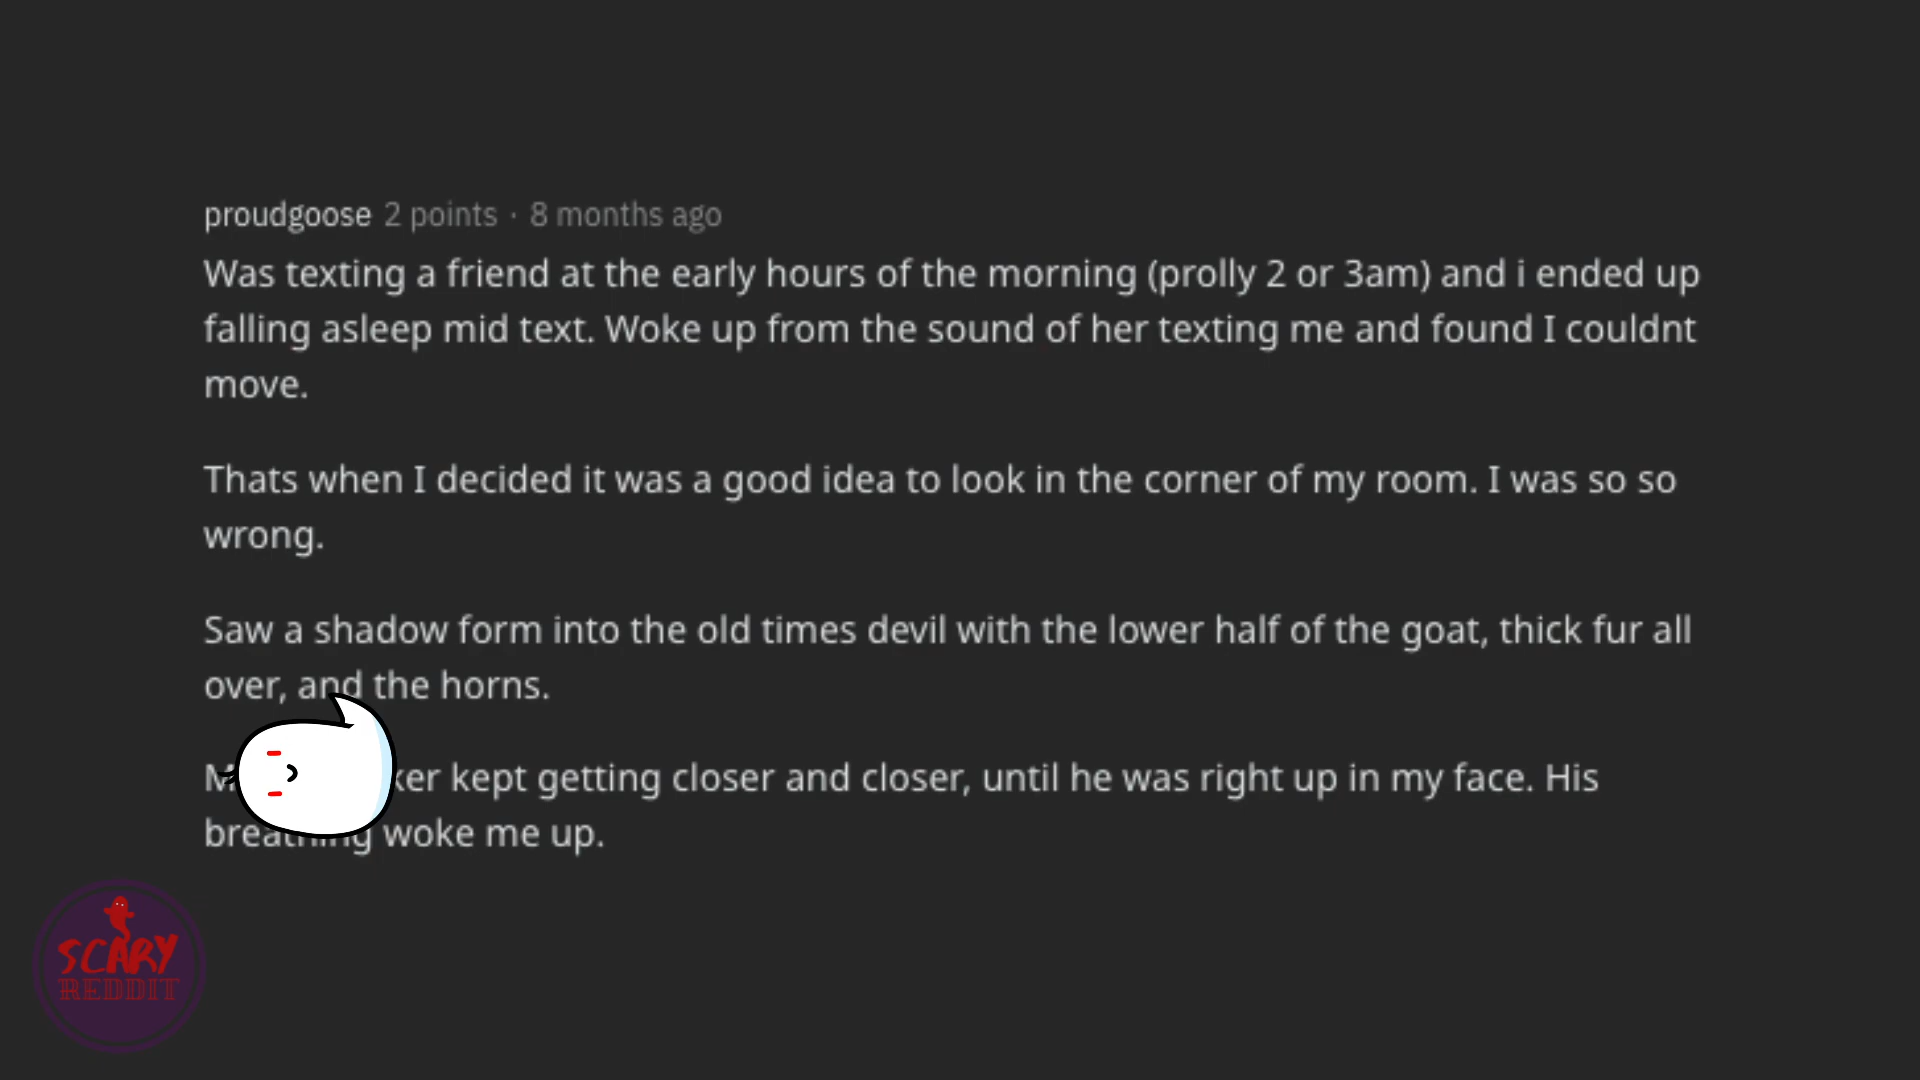 proudgoose 2 points · 8 months ago
Was texting a friend at the early hours of the morning (prolly 2 or 3am) and i ended up
falling asleep mid text. Woke up from the sound of her texting me and found I couldnt
move.
Thats when I decided it was a good idea to look in the corner of my room. I was so so
wrong.
Saw a shadow form into the old times devil with the lower half of the goat, thick fur all
over, and the horns.
kept getting closer and closer, until he was right up in my face. His
breathing woke me up.
SCARY
REDDIT